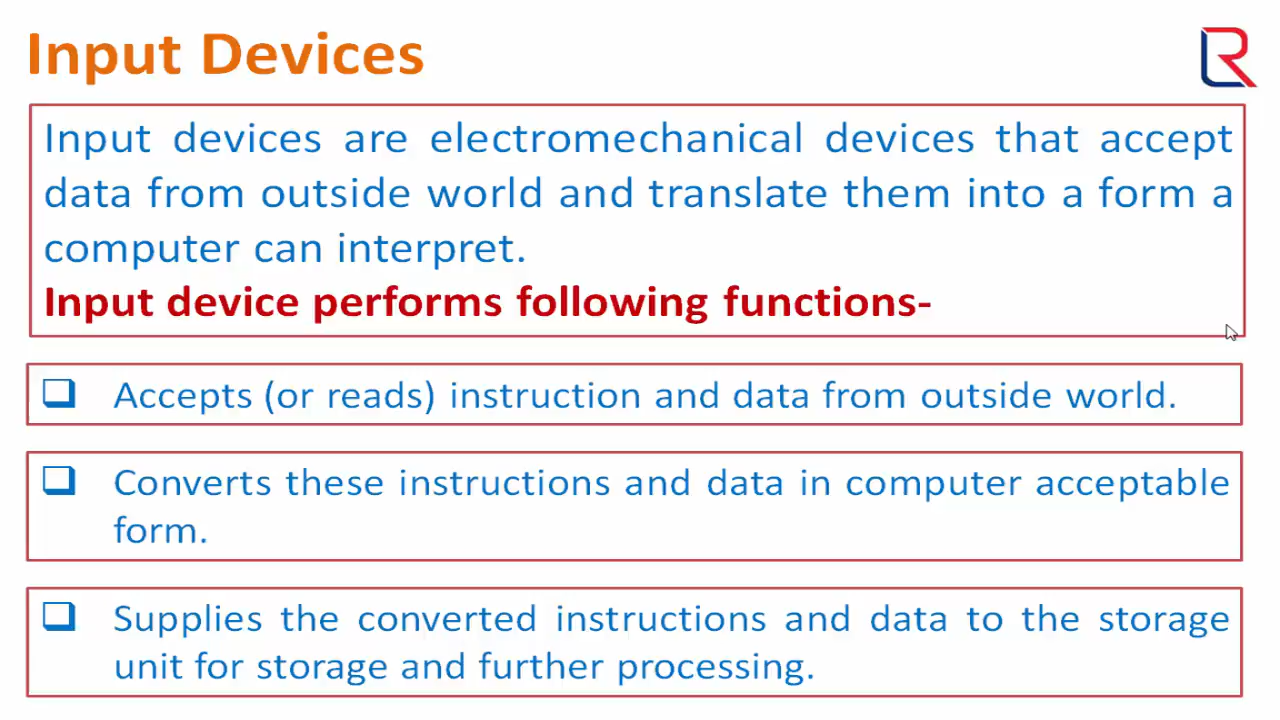 Input Devices
Input devices are electromechanical devices that accept
data from outside world and translate them into a form a
computer can interpret.
Input device performs following functions-
Accepts (or reads) instruction and data from outside world.
Converts these instructions and data in computer acceptable
form.
Supplies the converted instructions and data to the storage
unit for storage and further processing.